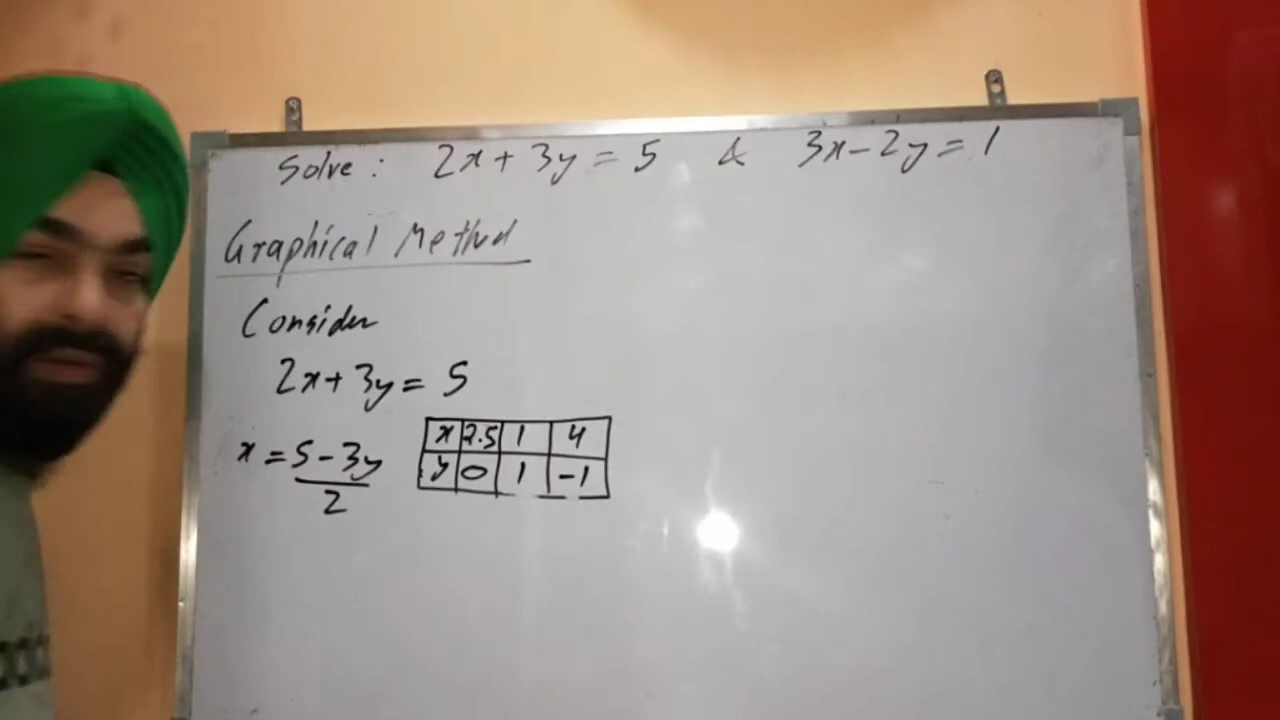 Solve : 2x + 3y = 5 & 3x - 2y = 1
Graphical Method
Consider
2x + 3y = 5
x = 5 - 3y / 2
x 2.5 1 4
y 0 1 -1